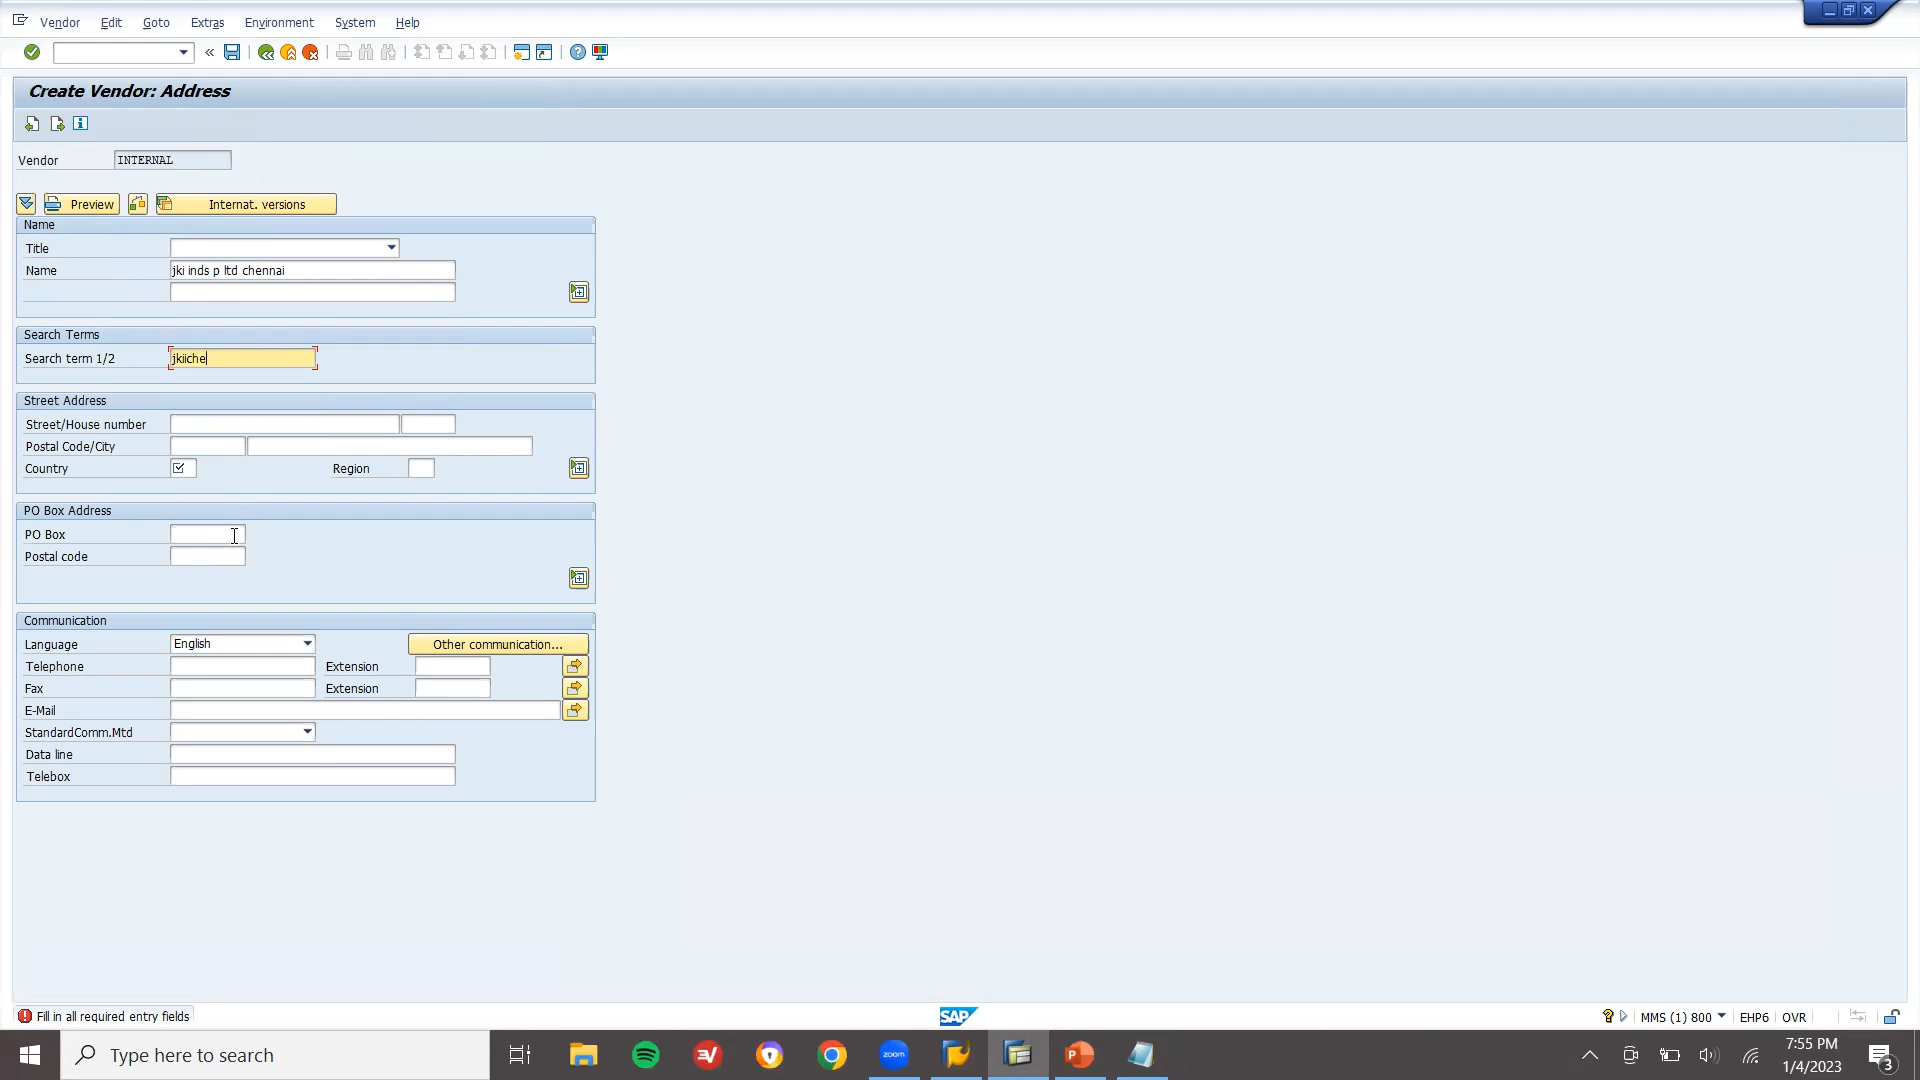 Vendor Edit Goto Extras Environment System Help
Create Vendor: Address
Vendor INTERNAL
Preview Internat. versions
Name
Title
Name jki inds p ltd chennai
Search Terms
Search term 1/2 jkiiche
Street Address
Street/House number
Postal Code/City
Country Region
PO Box Address
PO Box
Postal code
Communication
Language English Other communication...
Telephone Extension
Fax Extension
E-Mail
StandardComm.Mtd
Data line
Telebox
Fill in all required entry fields SAP MMS (1) 800 EHP6 OVR
Type here to search zoom 7:55 PM
1/4/2023 3